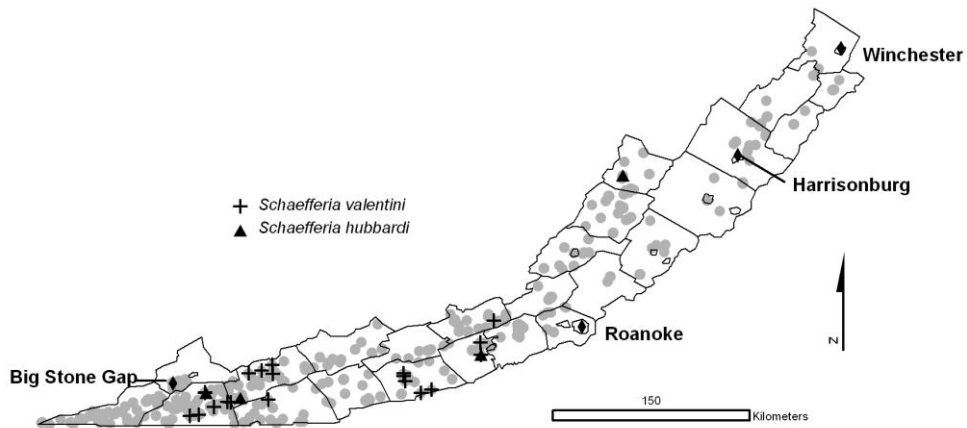 Winchester
Harrisonburg
Schaefferia valentini
Schaefferia hubbardi
Roanoke
N
Big Stone Gap
150
Kilometers